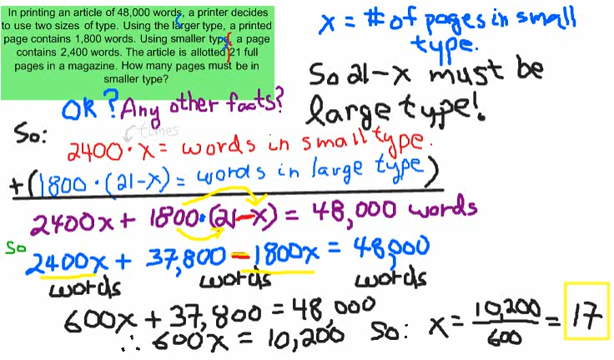 In printing an article of 48,000 words, a printer decides
to use two sizes of type. Using the larger type, a printed
page contains 1,800 words. Using smaller type, a page
contains 2,400 words. The article is allotted 21 full
pages in a magazine. How many pages must be in
smaller type?
x = # of pages in small
type.
So 21-x must be
large type!
OK? Any other facts?
So:
times
2400·x = words in small type.
+(1800·(21-x) = words in large type)
2400x + 1800·(21-x) = 48,000 words
So
2400x + 37,800 - 1800x = 48,000
words words words
600x + 37,800 = 48,000
∴ 600x = 10,200 So: x = 10,200/600 = 17